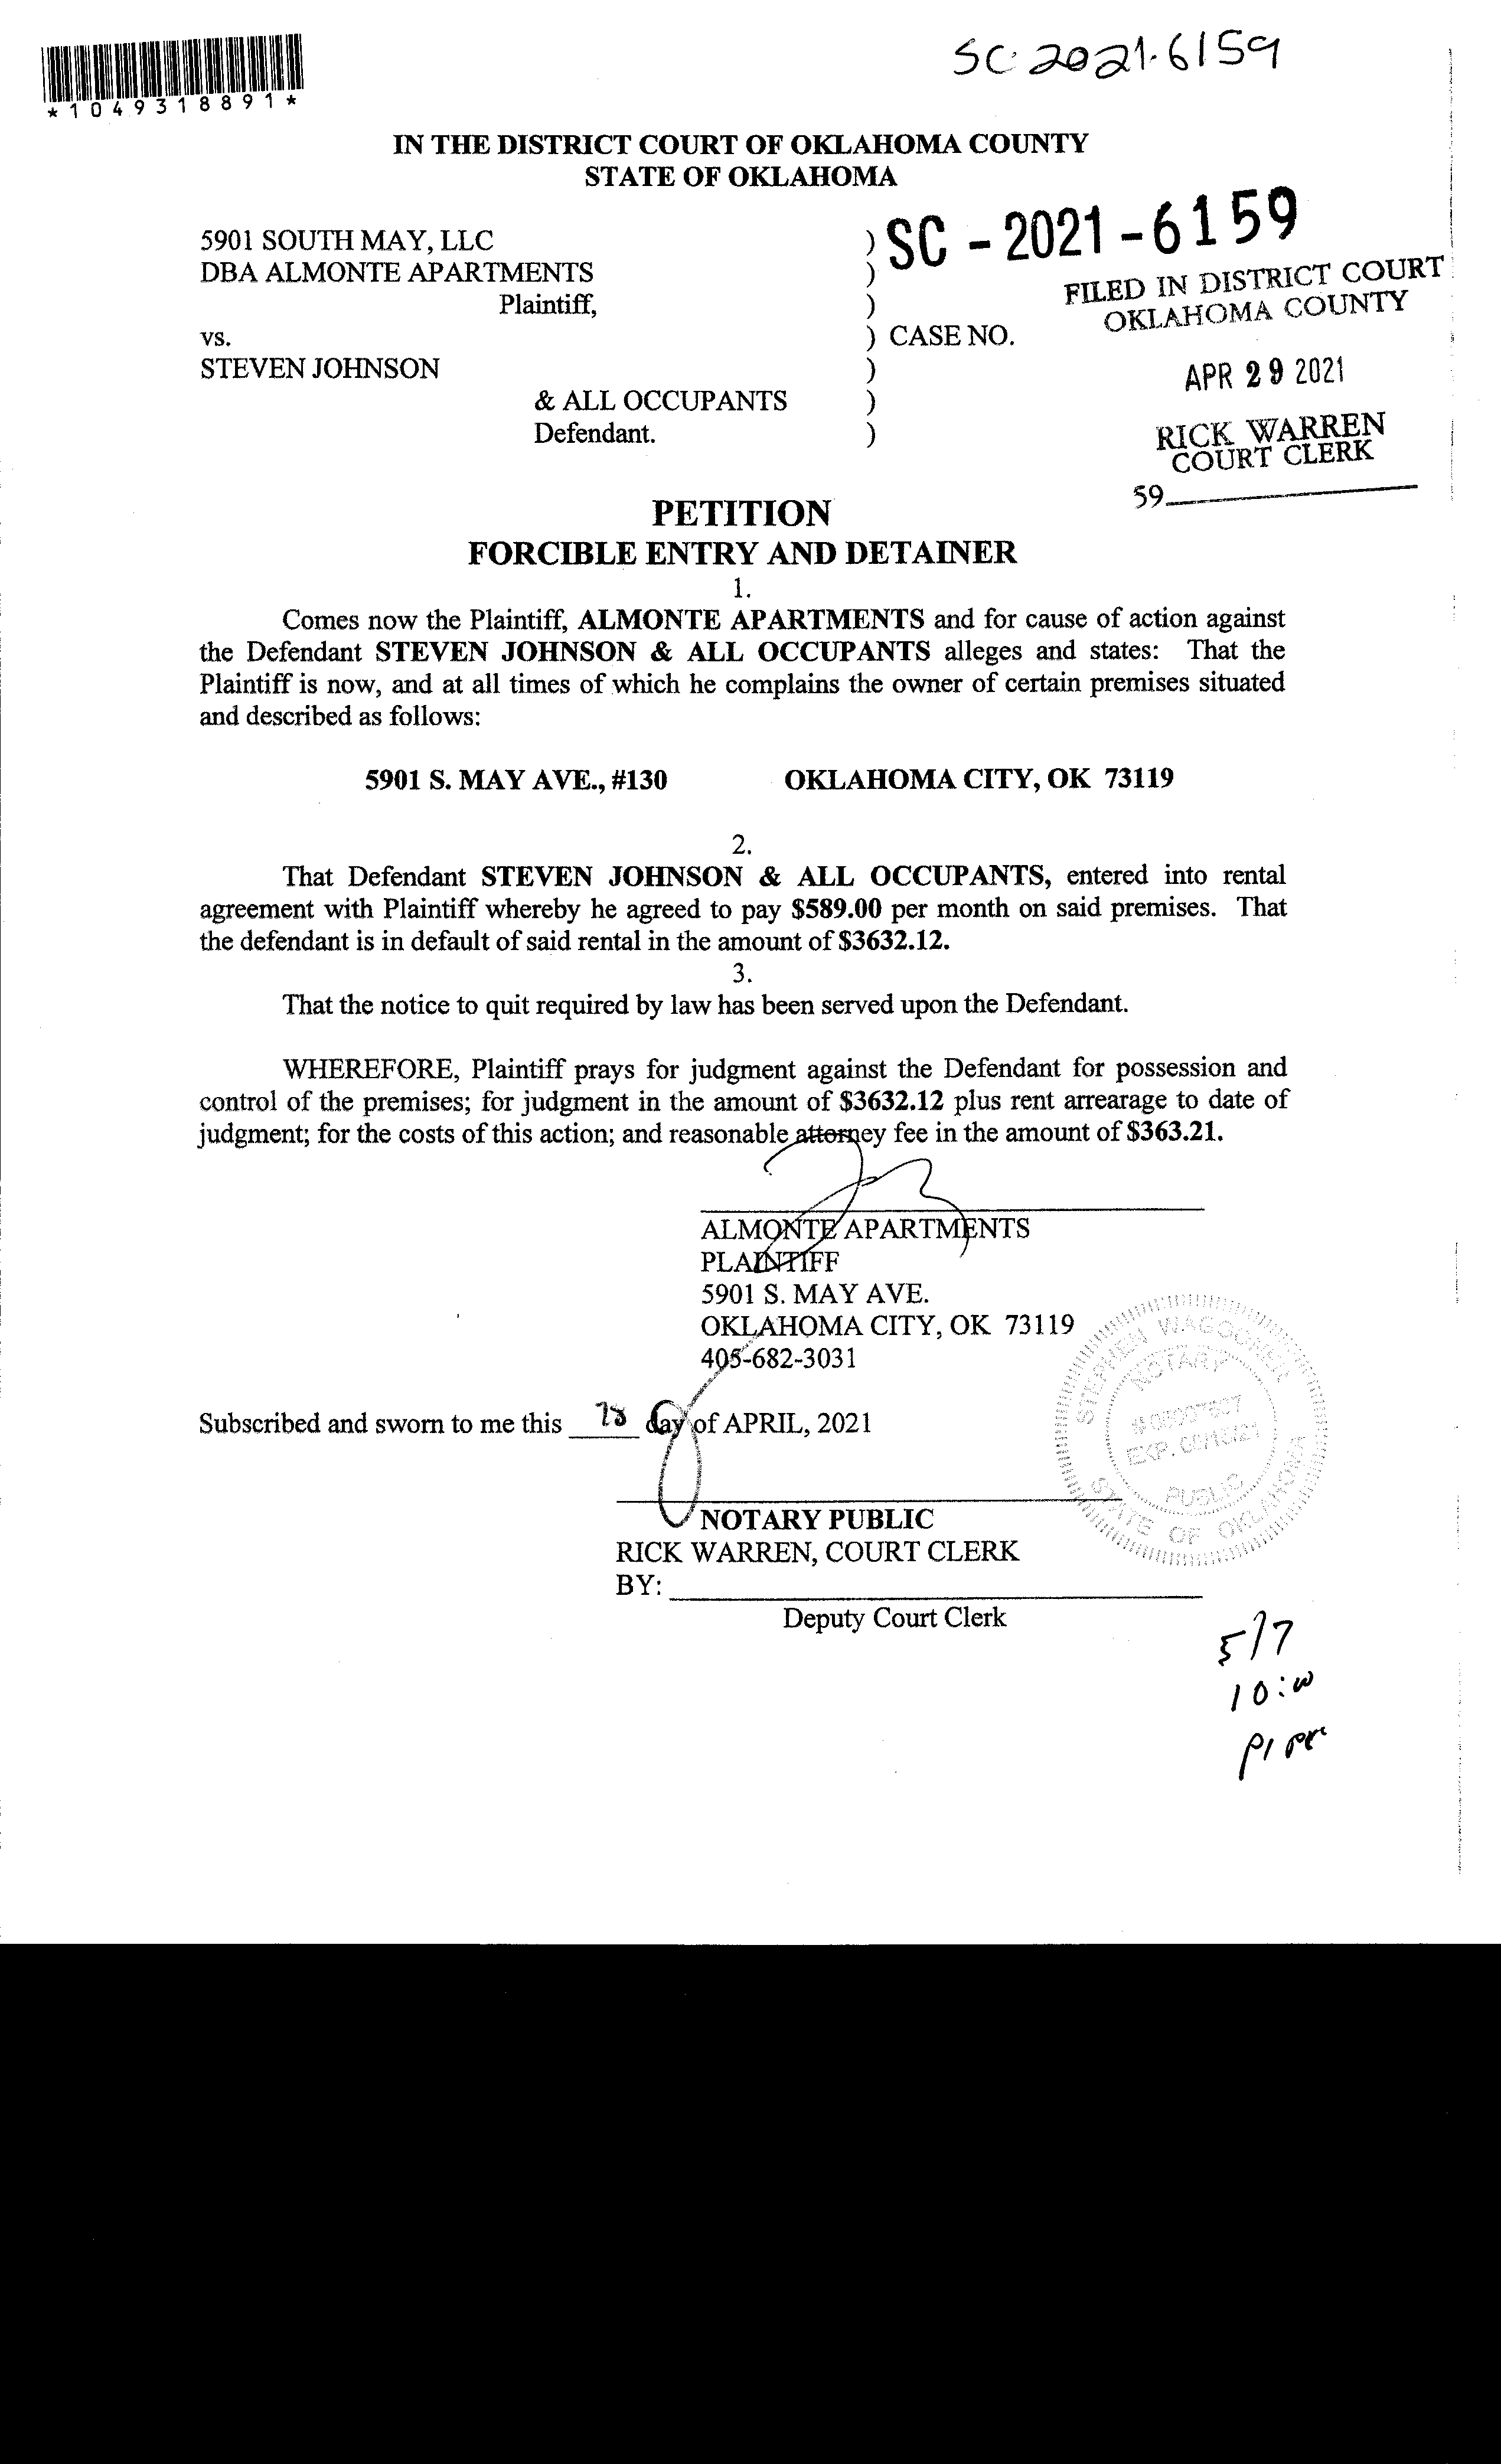 SC 2021-6159
*1049318891*
IN THE DISTRICT COURT OF OKLAHOMA COUNTY
STATE OF OKLAHOMA
5901 SOUTH MAY, LLC ) SC - 2021 - 6159
DBA ALMONTE APARTMENTS )
FILED IN DISTRICT COURT
OKLAHOMA COUNTY
Plaintiff, )
vs. ) CASE NO.
STEVEN JOHNSON )
APR 29 2021
& ALL OCCUPANTS )
Defendant. )
RICK WARREN
COURT CLERK
59
PETITION
FORCIBLE ENTRY AND DETAINER
1.
Comes now the Plaintiff, ALMONTE APARTMENTS and for cause of action against
the Defendant STEVEN JOHNSON & ALL OCCUPANTS alleges and states: That the
Plaintiff is now, and at all times of which he complains the owner of certain premises situated
and described as follows:
5901 S. MAY AVE., #130 OKLAHOMA CITY, OK 73119
2.
That Defendant STEVEN JOHNSON & ALL OCCUPANTS, entered into rental
agreement with Plaintiff whereby he agreed to pay $589.00 per month on said premises. That
the defendant is in default of said rental in the amount of $3632.12.
3.
That the notice to quit required by law has been served upon the Defendant.
WHEREFORE, Plaintiff prays for judgment against the Defendant for possession and
control of the premises; for judgment in the amount of $3632.12 plus rent arrearage to date of
judgment; for the costs of this action; and reasonable attorney fee in the amount of $363.21.
ALMONTE APARTMENTS
PLAINTIFF
5901 S. MAY AVE.
OKLAHOMA CITY, OK 73119
405-682-3031
STEPHEN WAGOONER
NOTARY
PUBLIC
STATE OF OKLAHOMA
Subscribed and sworn to me this 28 day of APRIL, 2021
NOTARY PUBLIC
RICK WARREN, COURT CLERK
BY:
Deputy Court Clerk
5/7